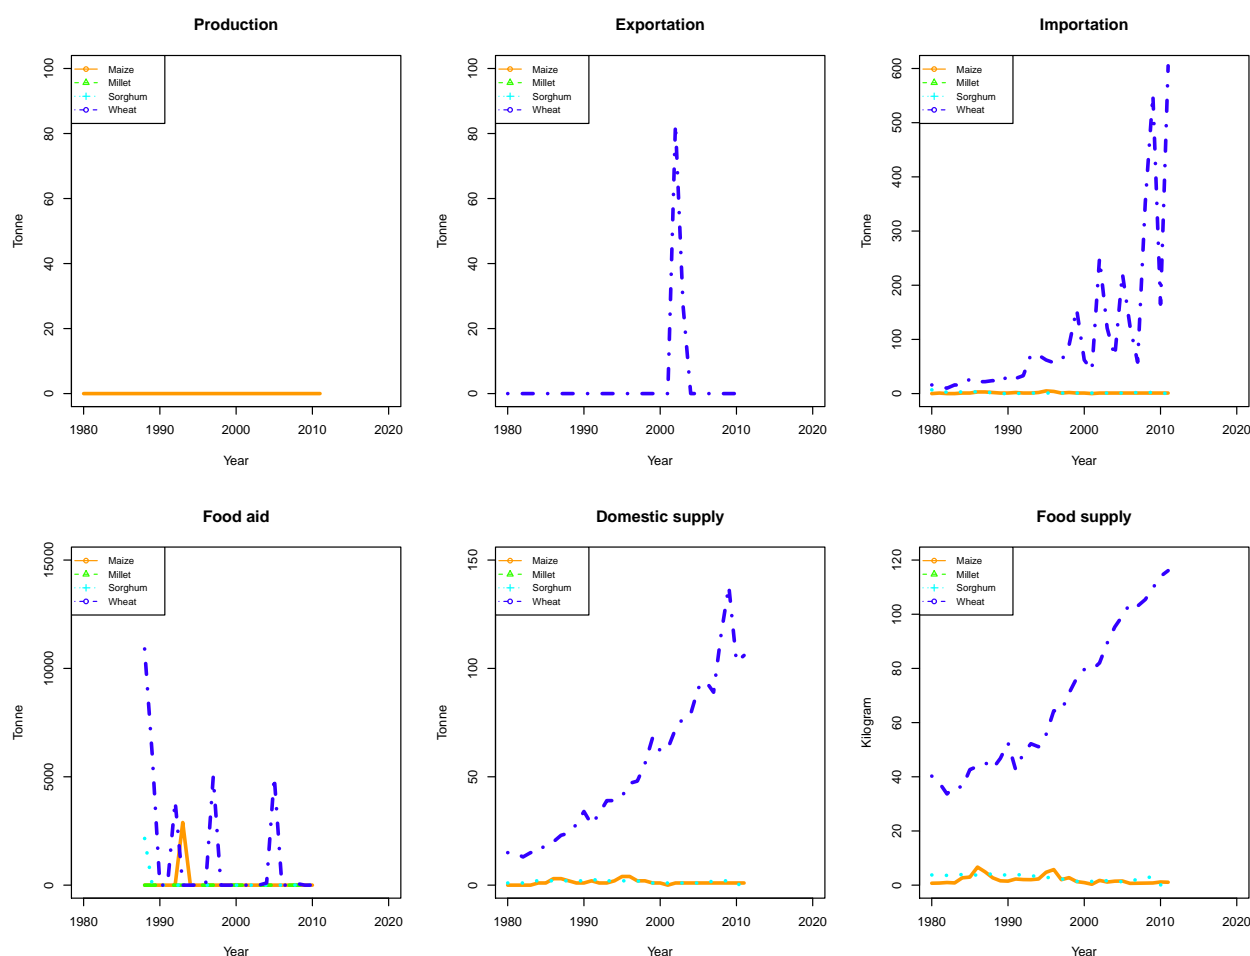 Production
Tonne
100
80
60
40
20
0
Maize
Millet
Sorghum
Wheat
1980 1990 2000 2010 2020
Year
Exportation
Tonne
100
80
60
40
20
0
Maize
Millet
Sorghum
Wheat
1980 1990 2000 2010 2020
Year
Importation
Tonne
600
500
400
300
200
100
0
Maize
Millet
Sorghum
Wheat
1980 1990 2000 2010 2020
Year
Food aid
Tonne
15000
10000
5000
0
Maize
Millet
Sorghum
Wheat
1980 1990 2000 2010 2020
Year
Domestic supply
Tonne
150
100
50
0
Maize
Millet
Sorghum
Wheat
1980 1990 2000 2010 2020
Year
Food supply
Kilogram
120
100
80
60
40
20
0
Maize
Millet
Sorghum
Wheat
1980 1990 2000 2010 2020
Year